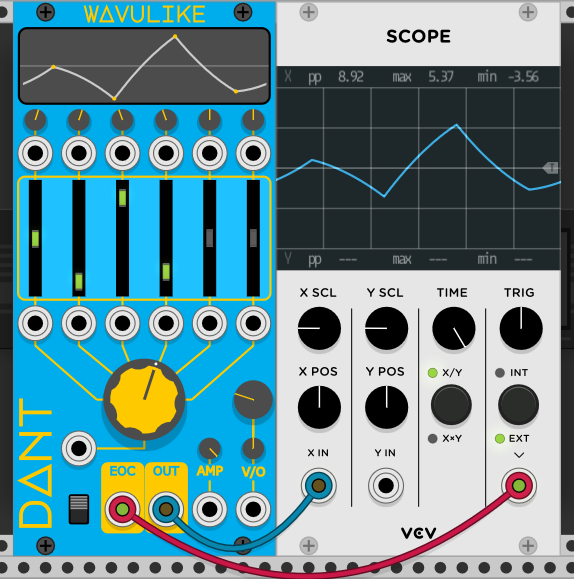 WAVULIKE
SCOPE
X pp 8.92 max 5.37 min -3.56
T
Y pp --- max --- min ---
X SCL Y SCL TIME TRIG
X POS Y POS X/Y INT
X×Y EXT
X IN Y IN
DANT
EOC OUT AMP V/O
VCV